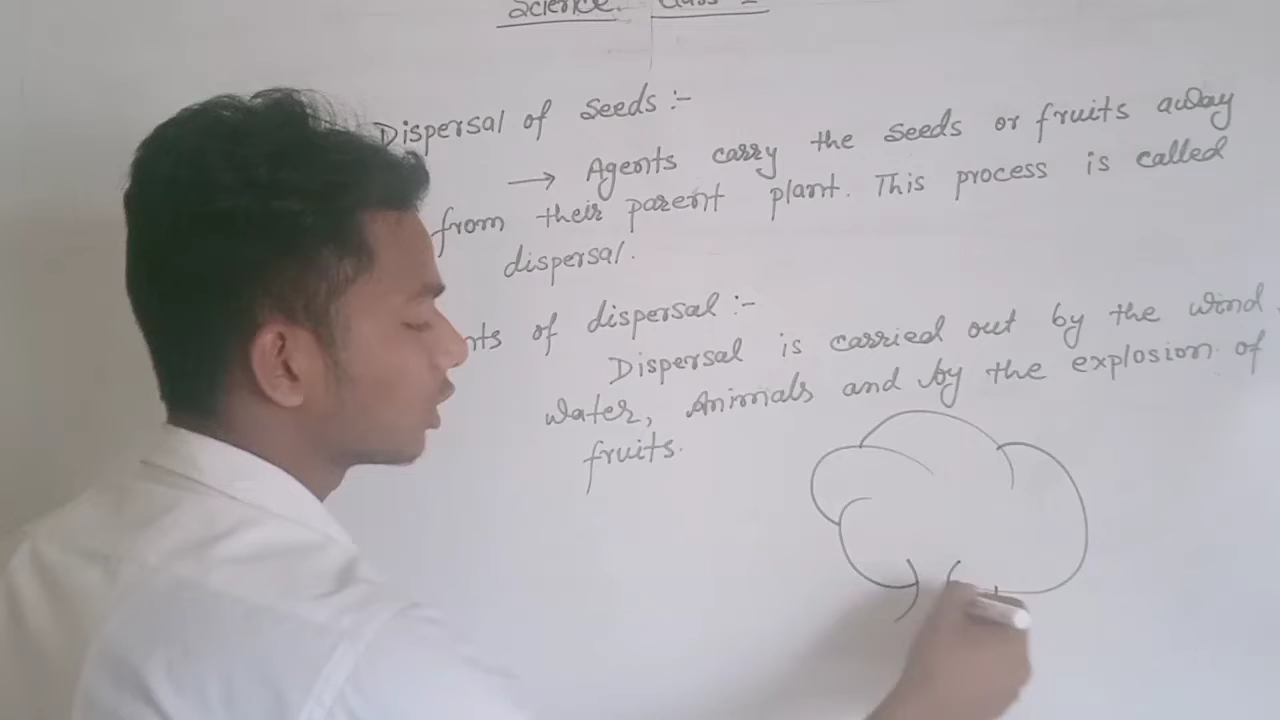 Science
Dispersal of Seeds :-
→ Agents carry the seeds or fruits away
from their parent plant. This process is called
dispersal.
of dispersal :-
Dispersal is carried out by the wind,
water, Animals and by the explosion of
fruits.